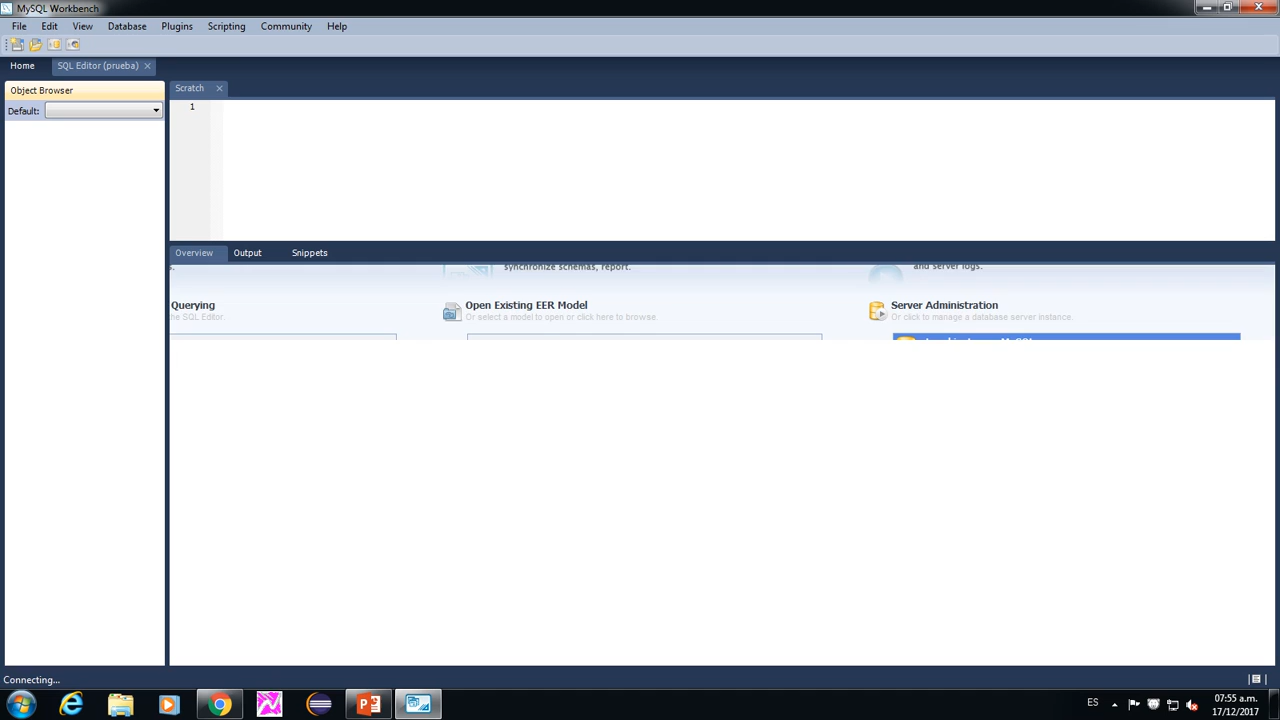 MySQL Workbench
File Edit View Database Plugins Scripting Community Help
Home SQL Editor (prueba)
Object Browser
Scratch
Default:
1
Overview Output Snippets
synchronize schemas, report.
and server logs.
Querying
Open Existing EER Model
Server Administration
the SQL Editor.
Or select a model to open or click here to browse.
Or click to manage a database server instance.
Connecting...
ES
07:55 a.m.
17/12/2017